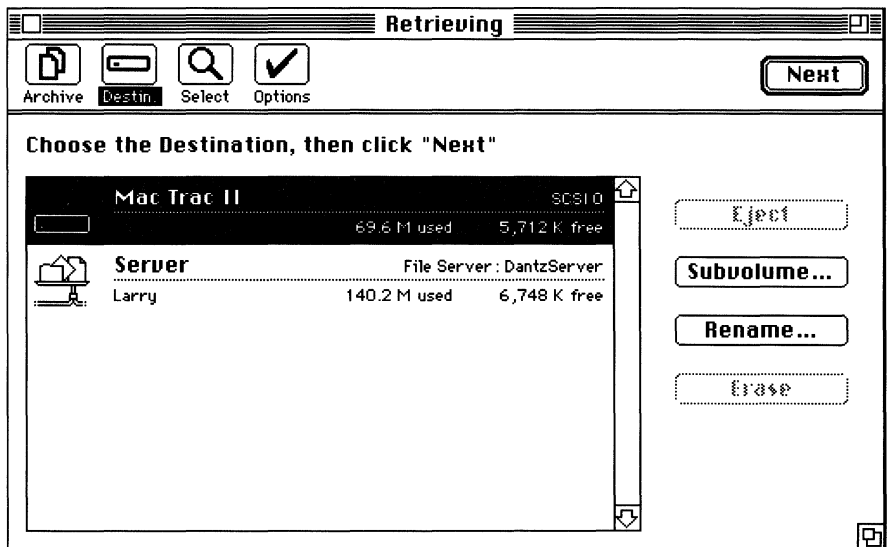 Retrieving
Archive Destin. Select Options
Next
Choose the Destination, then click "Next"
Mac Trac II SCSI 0
69.6 M used 5,712 K free
Server File Server : DantzServer
Larry 140.2 M used 6,748 K free
Eject
Subvolume...
Rename...
Erase